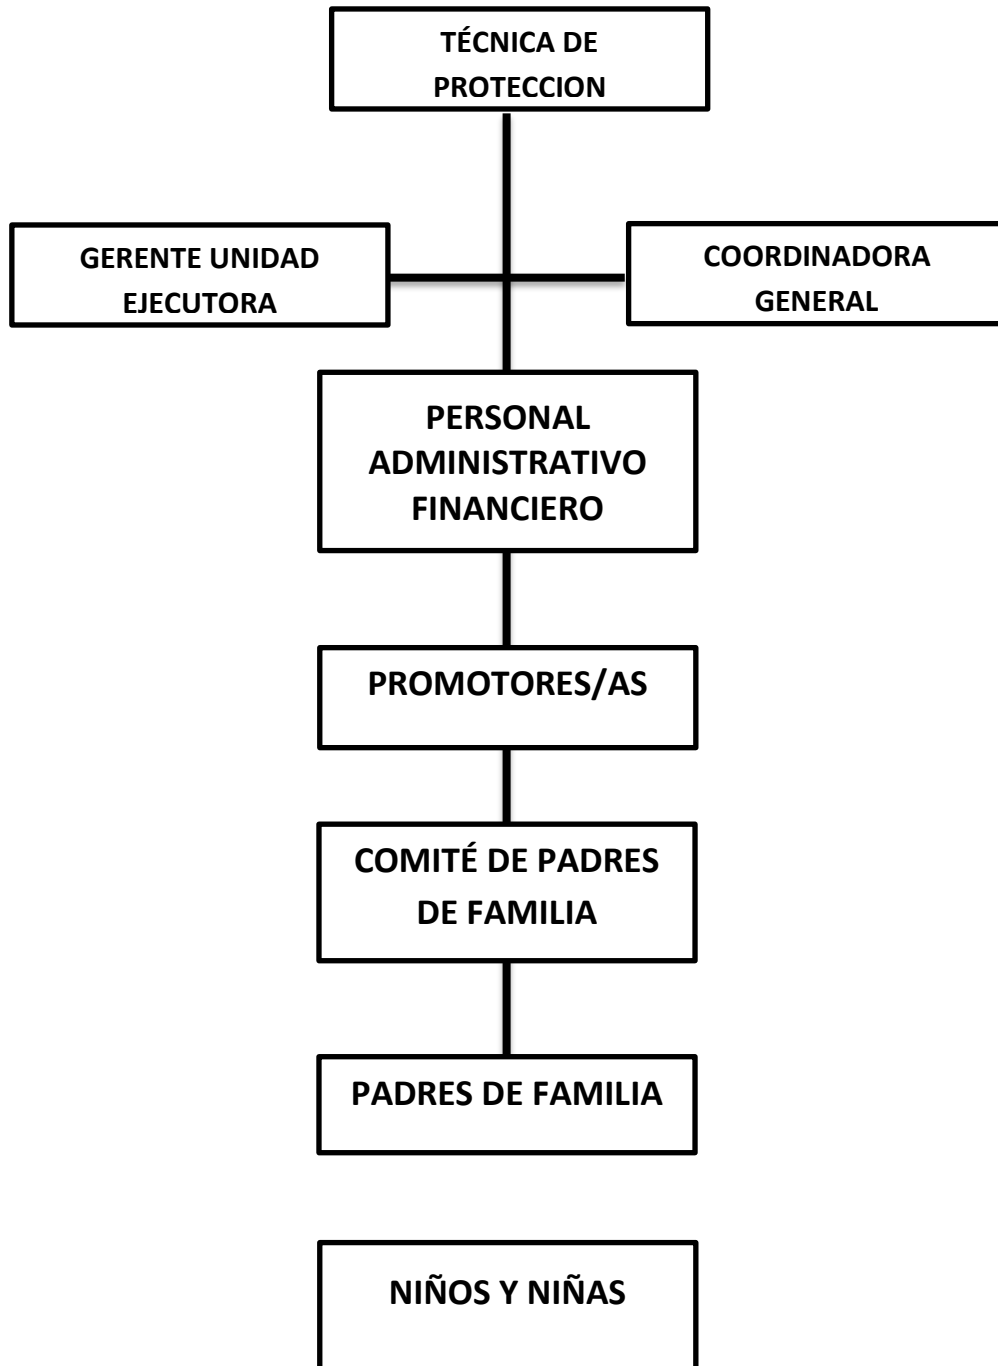 TÉCNICA DE
PROTECCION
GERENTE UNIDAD
EJECUTORA
COORDINADORA
GENERAL
PERSONAL
ADMINISTRATIVO
FINANCIERO
PROMOTORES/AS
COMITÉ DE PADRES
DE FAMILIA
PADRES DE FAMILIA
NIÑOS Y NIÑAS